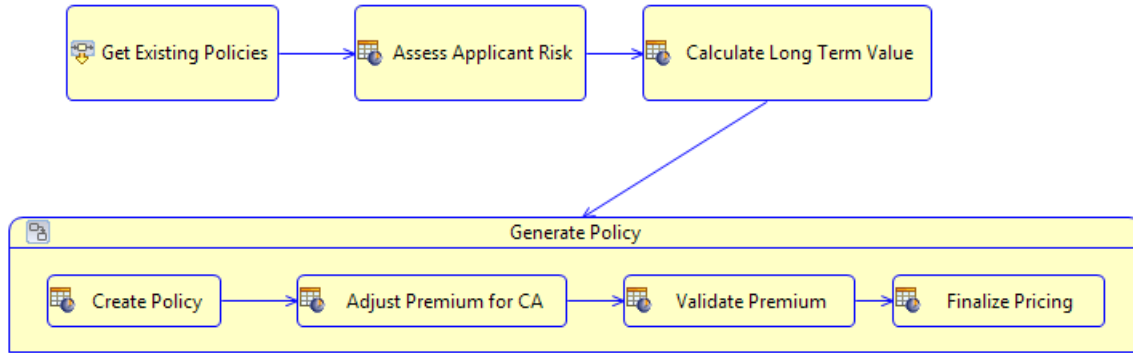 Get Existing Policies
Assess Applicant Risk
Calculate Long Term Value
Generate Policy
Create Policy
Adjust Premium for CA
Validate Premium
Finalize Pricing